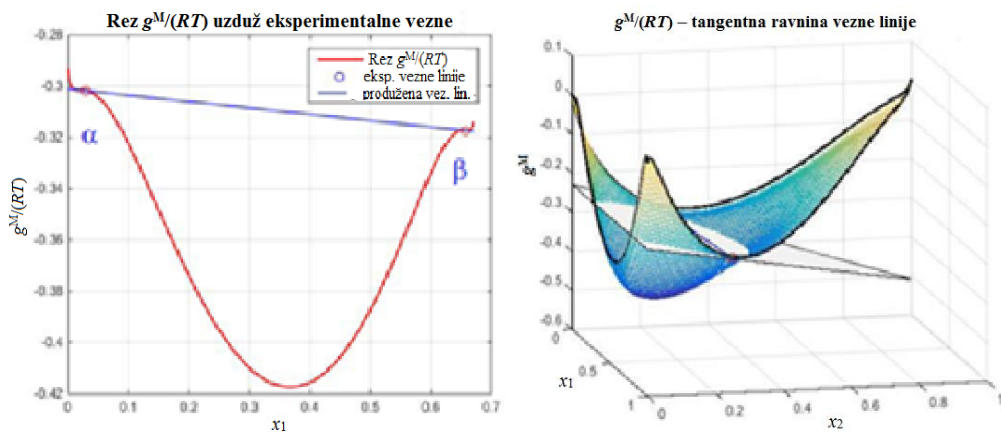 Rez g^M/(RT) uzduž eksperimentalne vezne
-0.28
-0.3
-0.32
-0.34
-0.36
-0.38
-0.4
-0.42
g^M/(RT)
Rez g^M/(RT)
eksp. vezne linije
produžena vez. lin.
α
β
0
0.1
0.2
0.3
0.4
0.5
0.6
0.7
x1
g^M/(RT) – tangentna ravnina vezne linije
0.1
0
-0.1
-0.2
-0.3
-0.4
-0.5
-0.6
g^M
0
0.5
1
x1
0
0.2
0.4
0.6
0.8
1
x2